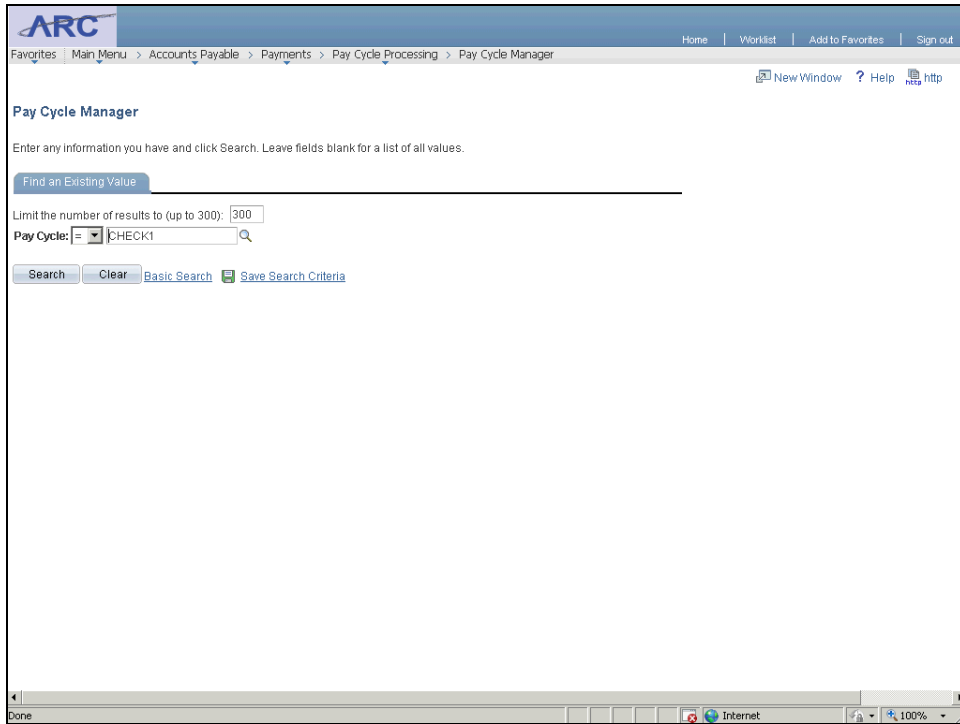 ARC
Home | Worklist | Add to Favorites | Sign out
Favorites Main Menu > Accounts Payable > Payments > Pay Cycle Processing > Pay Cycle Manager
New Window ? Help http http
Pay Cycle Manager
Enter any information you have and click Search. Leave fields blank for a list of all values.
Find an Existing Value
Limit the number of results to (up to 300): 300
Pay Cycle: = CHECK1
Search Clear Basic Search Save Search Criteria
Done Internet 100%